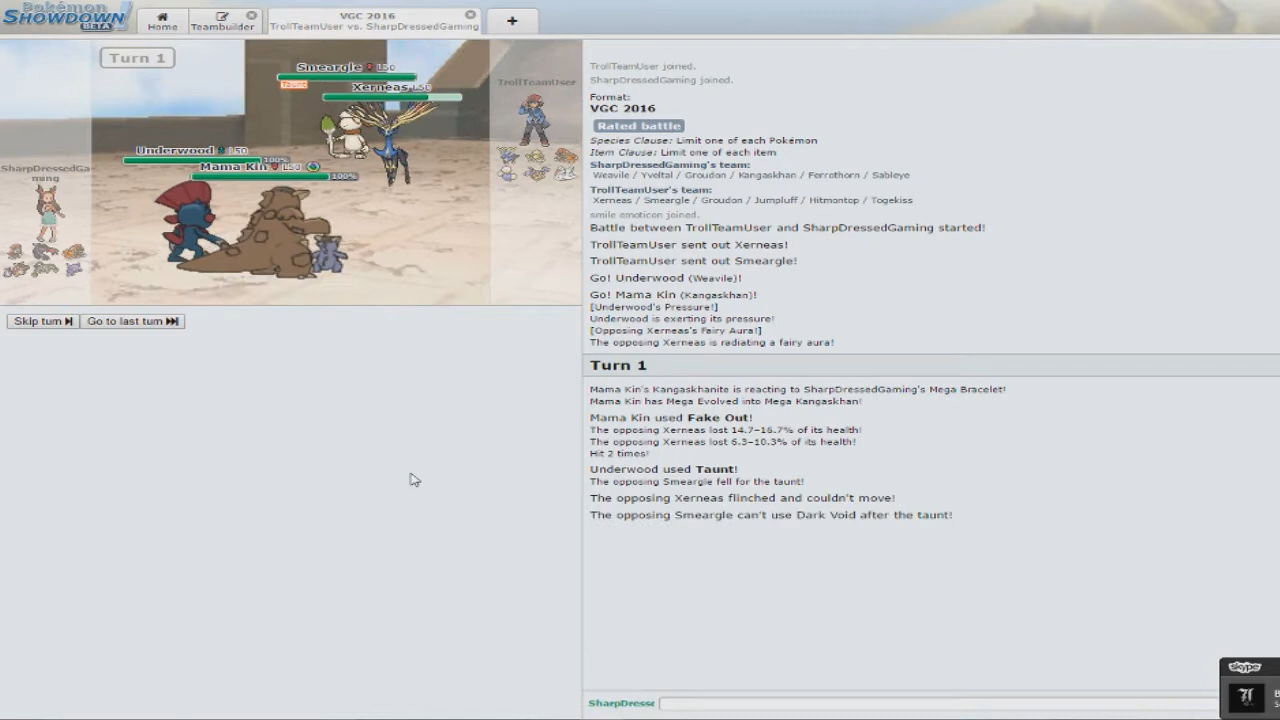 Pokémon
SHOWDOWN!
BETA
Home
Teambuilder
VGC 2016
TrollTeamUser vs. SharpDressedGaming
+
Turn 1
Smeargle L50
Taunt
Xerneas L50
Underwood L50
100%
Mama Kin L50
100%
SharpDressedGa
ming
TrollTeamUser
Skip turn
Go to last turn
TrollTeamUser joined.
SharpDressedGaming joined.
Format:
VGC 2016
Rated battle
Species Clause: Limit one of each Pokémon
Item Clause: Limit one of each item
SharpDressedGaming's team:
Weavile / Yveltal / Groudon / Kangaskhan / Ferrothorn / Sableye
TrollTeamUser's team:
Xerneas / Smeargle / Groudon / Jumpluff / Hitmontop / Togekiss
smile emoticon joined.
Battle between TrollTeamUser and SharpDressedGaming started!
TrollTeamUser sent out Xerneas!
TrollTeamUser sent out Smeargle!
Go! Underwood (Weavile)!
Go! Mama Kin (Kangaskhan)!
[Underwood's Pressure!]
Underwood is exerting its pressure!
[Opposing Xerneas's Fairy Aura!]
The opposing Xerneas is radiating a fairy aura!
Turn 1
Mama Kin's Kangaskhanite is reacting to SharpDressedGaming's Mega Bracelet!
Mama Kin has Mega Evolved into Mega Kangaskhan!
Mama Kin used Fake Out!
The opposing Xerneas lost 14.7–16.7% of its health!
The opposing Xerneas lost 6.3–10.3% of its health!
Hit 2 times!
Underwood used Taunt!
The opposing Smeargle fell for the taunt!
The opposing Xerneas flinched and couldn't move!
The opposing Smeargle can't use Dark Void after the taunt!
SharpDresse
skype